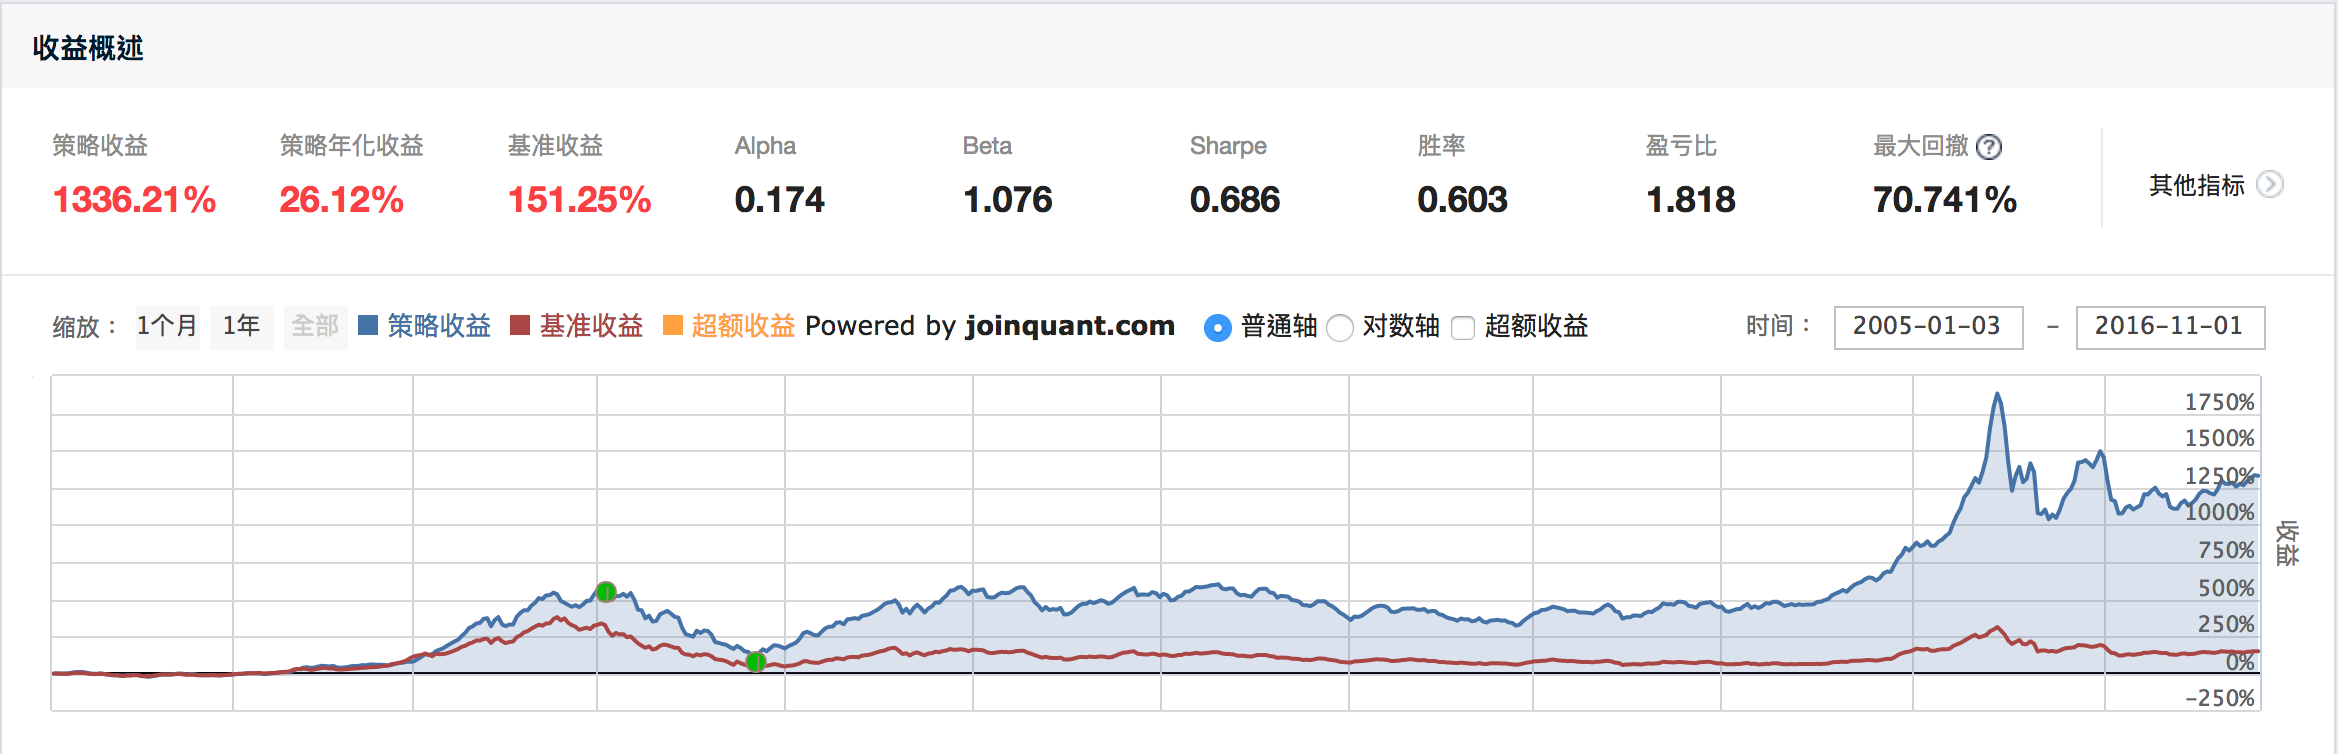 收益概述
策略收益 策略年化收益 基准收益 Alpha Beta Sharpe 胜率 盈亏比 最大回撤 ?
1336.21% 26.12% 151.25% 0.174 1.076 0.686 0.603 1.818 70.741% 其他指标
缩放: 1个月 1年 全部 策略收益 基准收益 超额收益 Powered by joinquant.com 普通轴 对数轴 超额收益 时间: 2005-01-03 - 2016-11-01
1750%
1500%
1250%
1000%
750%
500%
250%
0%
-250%
收益